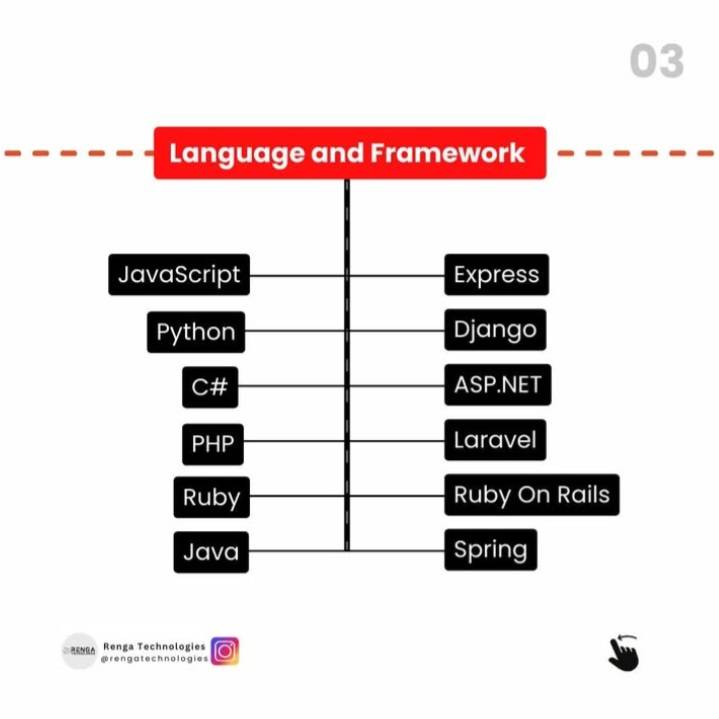 03
Language and Framework
JavaScript
Express
Python
Django
C#
ASP.NET
PHP
Laravel
Ruby
Ruby On Rails
Java
Spring
RENGA
Renga Technologies
@rengatechnologies